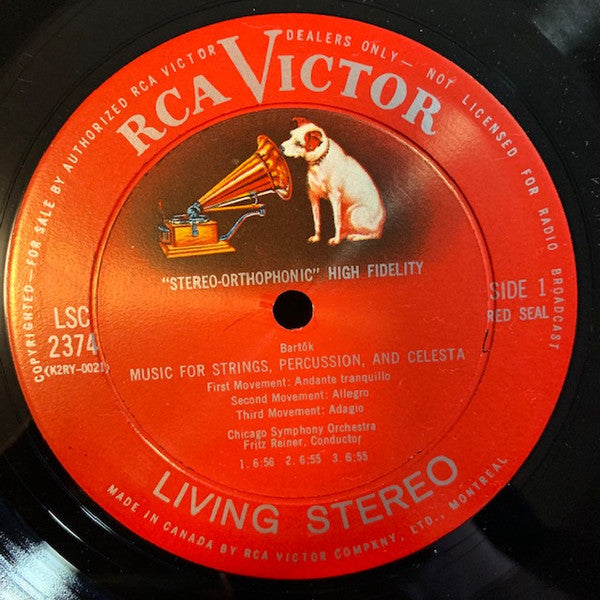 COPYRIGHTED—FOR SALE BY AUTHORIZED RCA VICTOR DEALERS ONLY—NOT LICENSED FOR RADIO BROADCAST
RCA VICTOR
"STEREO-ORTHOPHONIC" HIGH FIDELITY
LSC
2374
(K2RY-0021)
SIDE 1
RED SEAL
Bartók
MUSIC FOR STRINGS, PERCUSSION, AND CELESTA
First Movement: Andante tranquillo
Second Movement: Allegro
Third Movement: Adagio
Chicago Symphony Orchestra
Fritz Reiner, Conductor
1. 6:56 2. 6:55 3. 6:55
LIVING STEREO
MADE IN CANADA BY RCA VICTOR COMPANY, LTD., MONTREAL